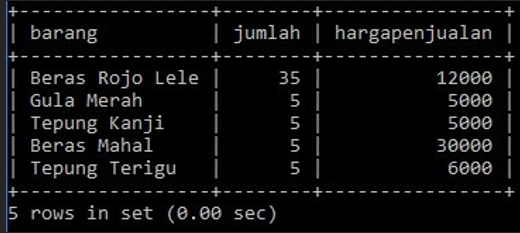 +------------------+--------+----------------+
| barang           | jumlah | hargapenjualan |
+------------------+--------+----------------+
| Beras Rojo Lele  |     35 |          12000 |
| Gula Merah       |      5 |           5000 |
| Tepung Kanji     |      5 |           5000 |
| Beras Mahal      |      5 |          30000 |
| Tepung Terigu    |      5 |           6000 |
+------------------+--------+----------------+
5 rows in set (0.00 sec)